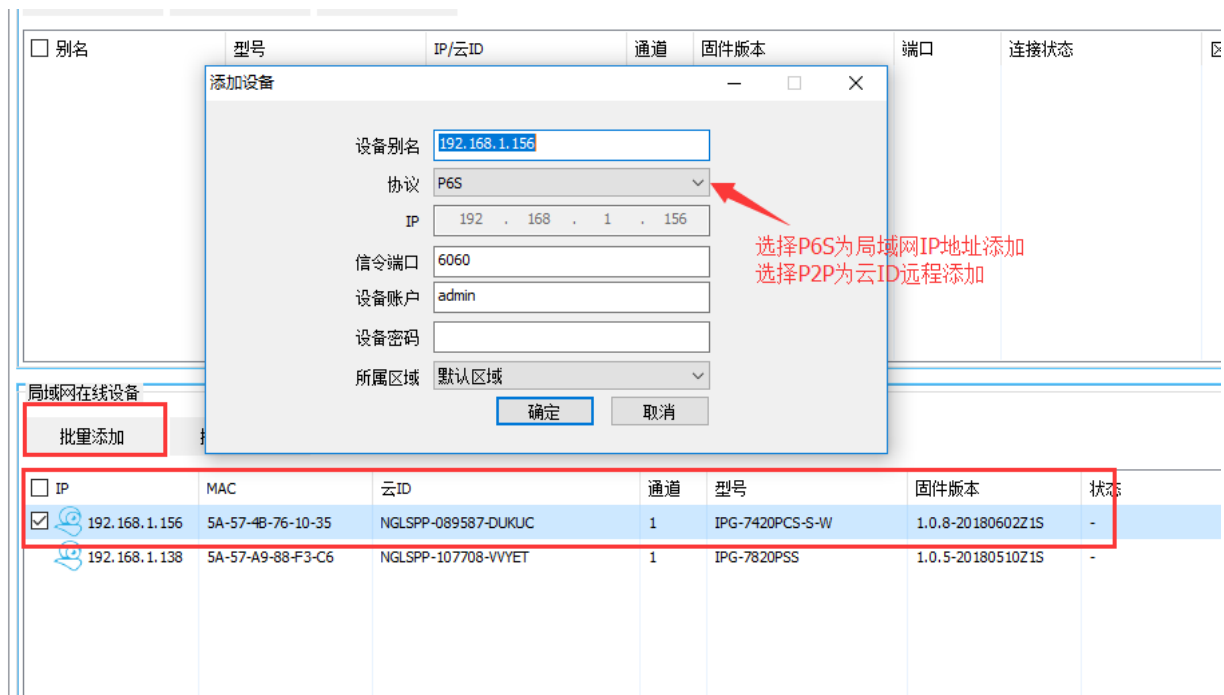 别名 型号 IP/云ID 通道 固件版本 端口 连接状态
添加设备
设备别名 192.168.1.156
协议 P6S
IP 192 . 168 . 1 . 156
信令端口 6060
设备账户 admin
设备密码
所属区域 默认区域
确定 取消
选择P6S为局域网IP地址添加
选择P2P为云ID远程添加
局域网在线设备
批量添加
IP MAC 云ID 通道 型号 固件版本 状态
192.168.1.156 5A-57-4B-76-10-35 NGLSPP-089587-DUKUC 1 IPG-7420PCS-S-W 1.0.8-20180602Z1S -
192.168.1.138 5A-57-A9-88-F3-C6 NGLSPP-107708-VVYET 1 IPG-7820PSS 1.0.5-20180510Z1S -